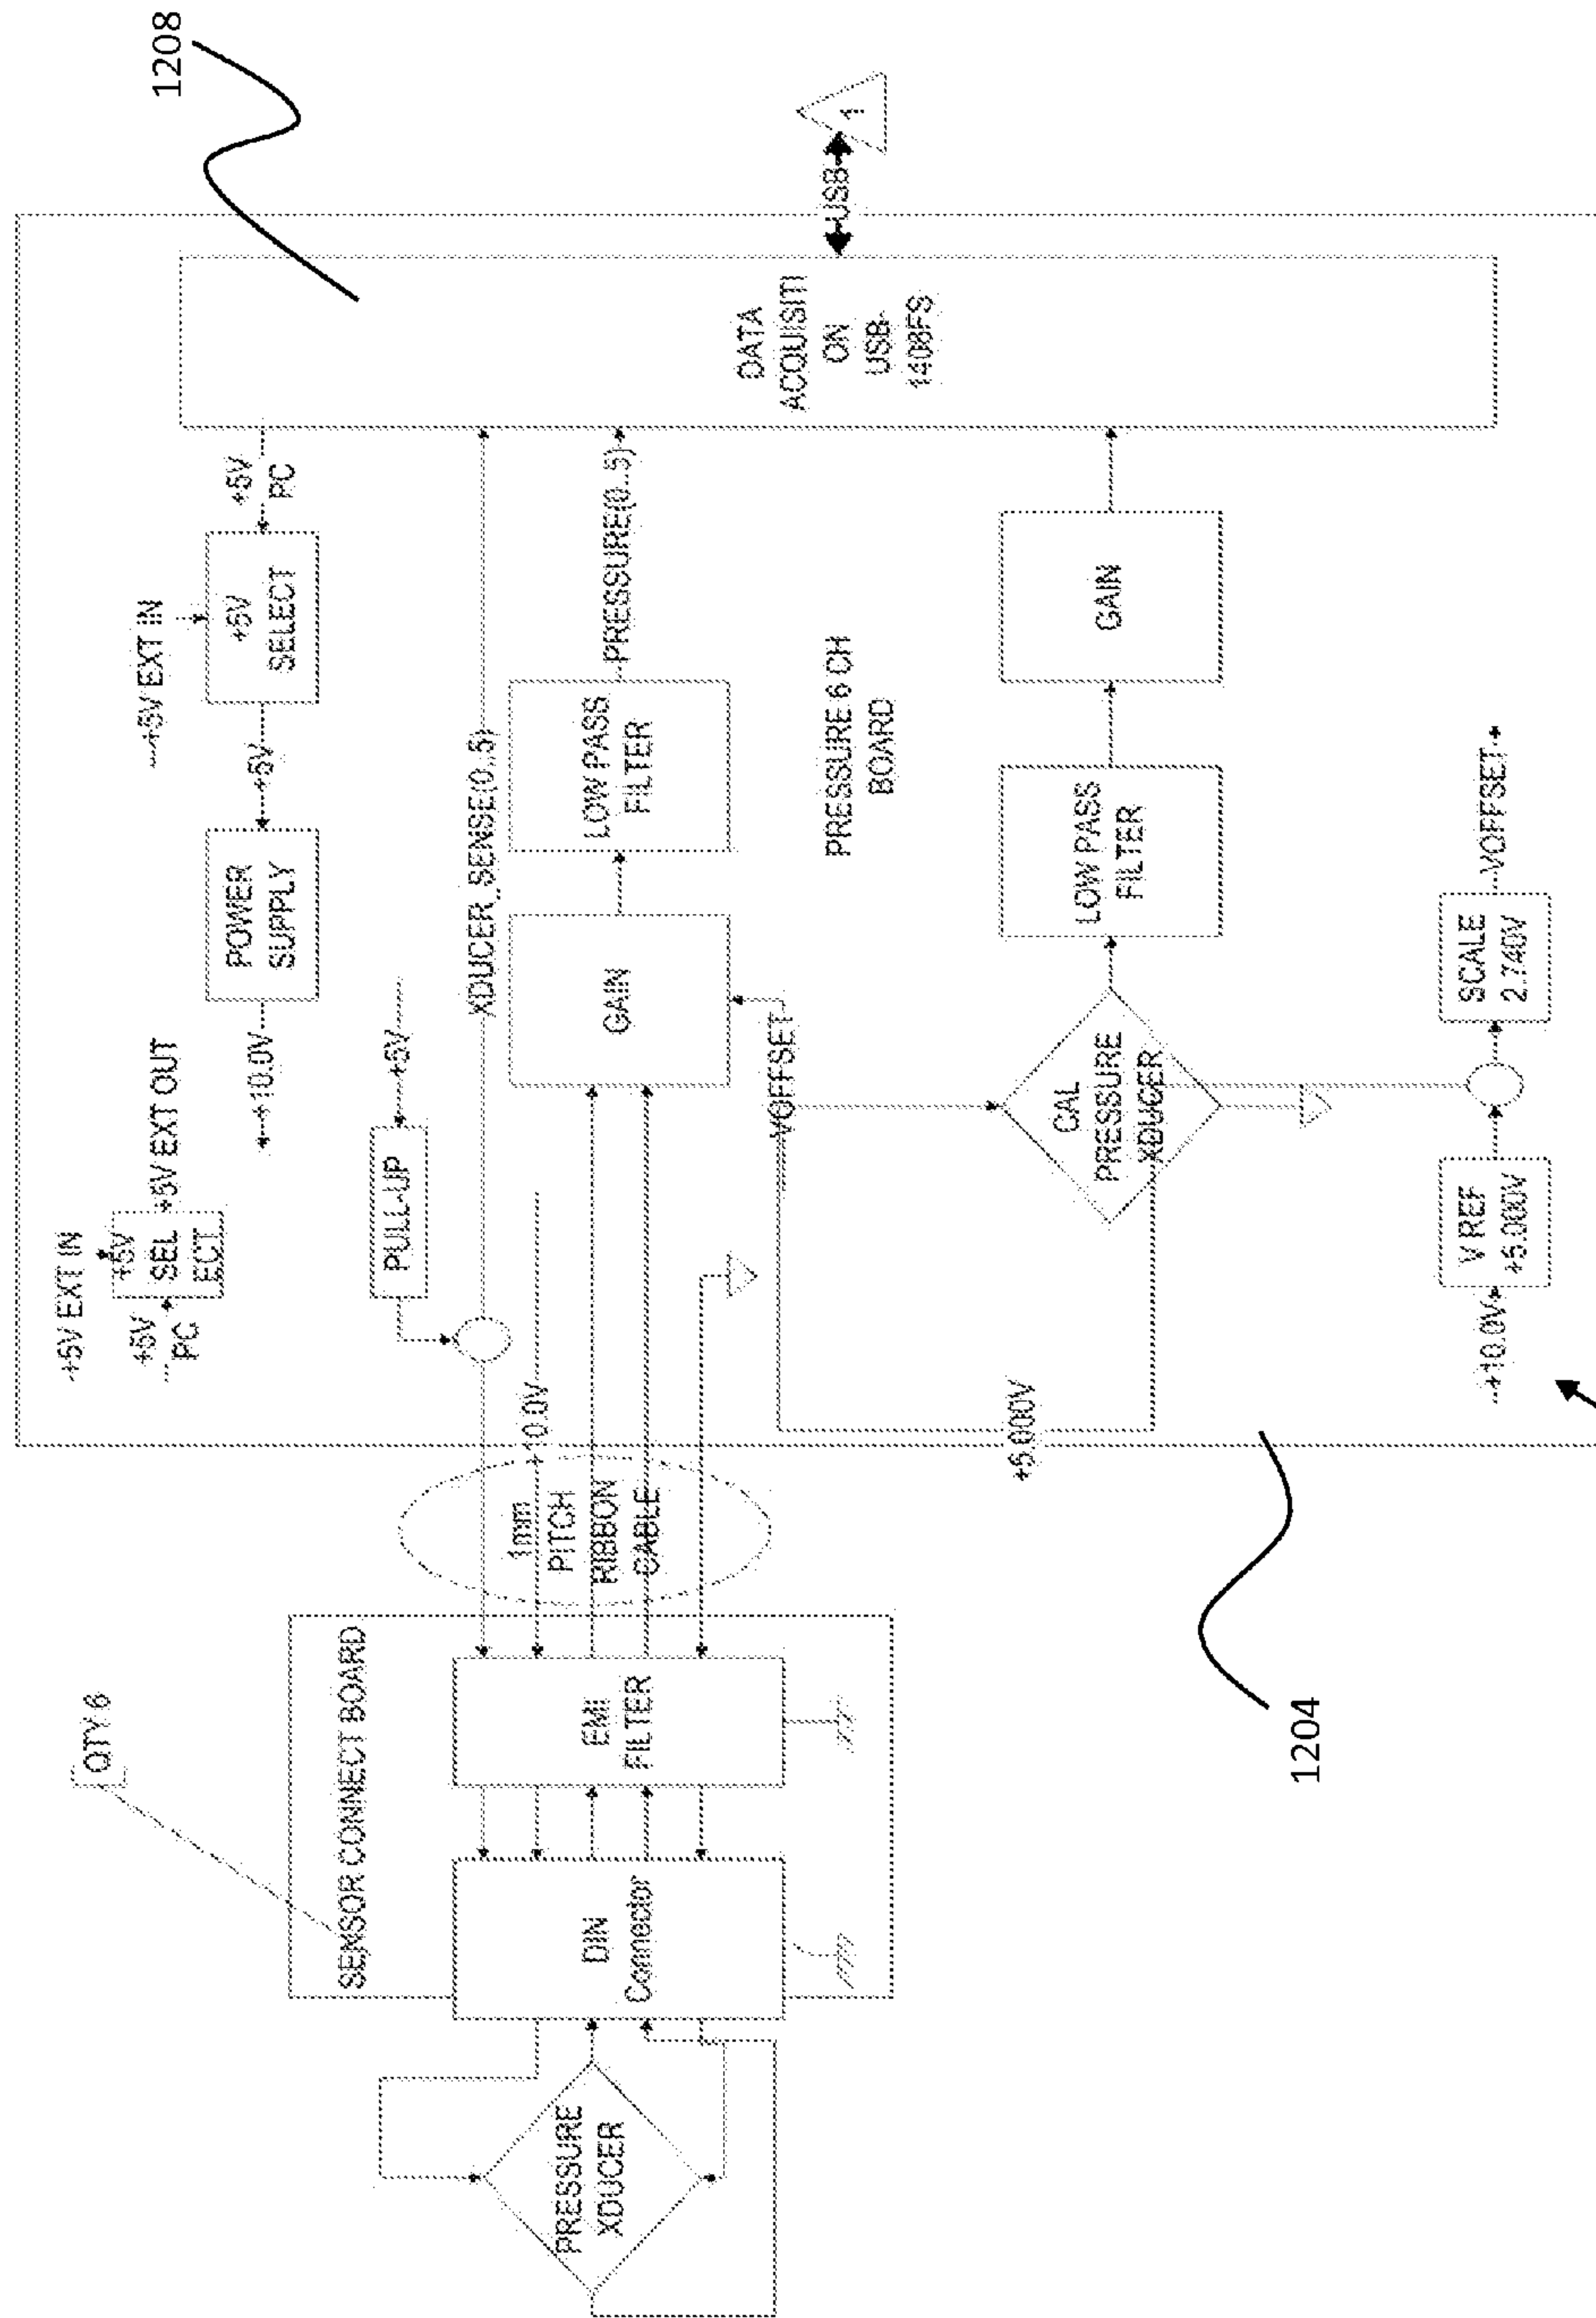 QTY 6
SENSOR CONNECT BOARD
PRESSURE
XDUCER
DIN
Connector
EMI
FILTER
1mm
PITCH
RIBBON
CABLE
+10.0V
+5V EXT IN
+5V
PC
+5V
SEL
ECT
+5V EXT OUT
+10.0V
POWER
SUPPLY
+5V
+5V EXT IN
+5V
SELECT
+5V
PC
PULL-UP
+5V
XDUCER_SENSE(0..5)
GAIN
LOW PASS
FILTER
PRESSURE(0..5)
VOFFSET
PRESSURE 6 CH
BOARD
+5.000V
CAL
PRESSURE
XDUCER
LOW PASS
FILTER
GAIN
+10.0V
V REF
+5.000V
SCALE
2.740V
VOFFSET
DATA
ACQUISITI
ON
USB-
1408FS
USB
1
1208
1204